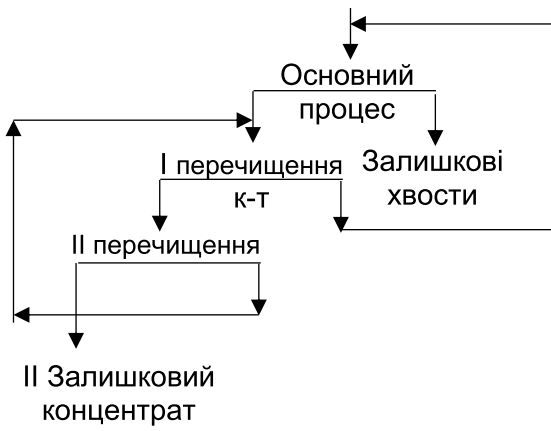 Основний
процес
І перечищення
к-т
Залишкові
хвости
ІІ перечищення
ІІ Залишковий
концентрат